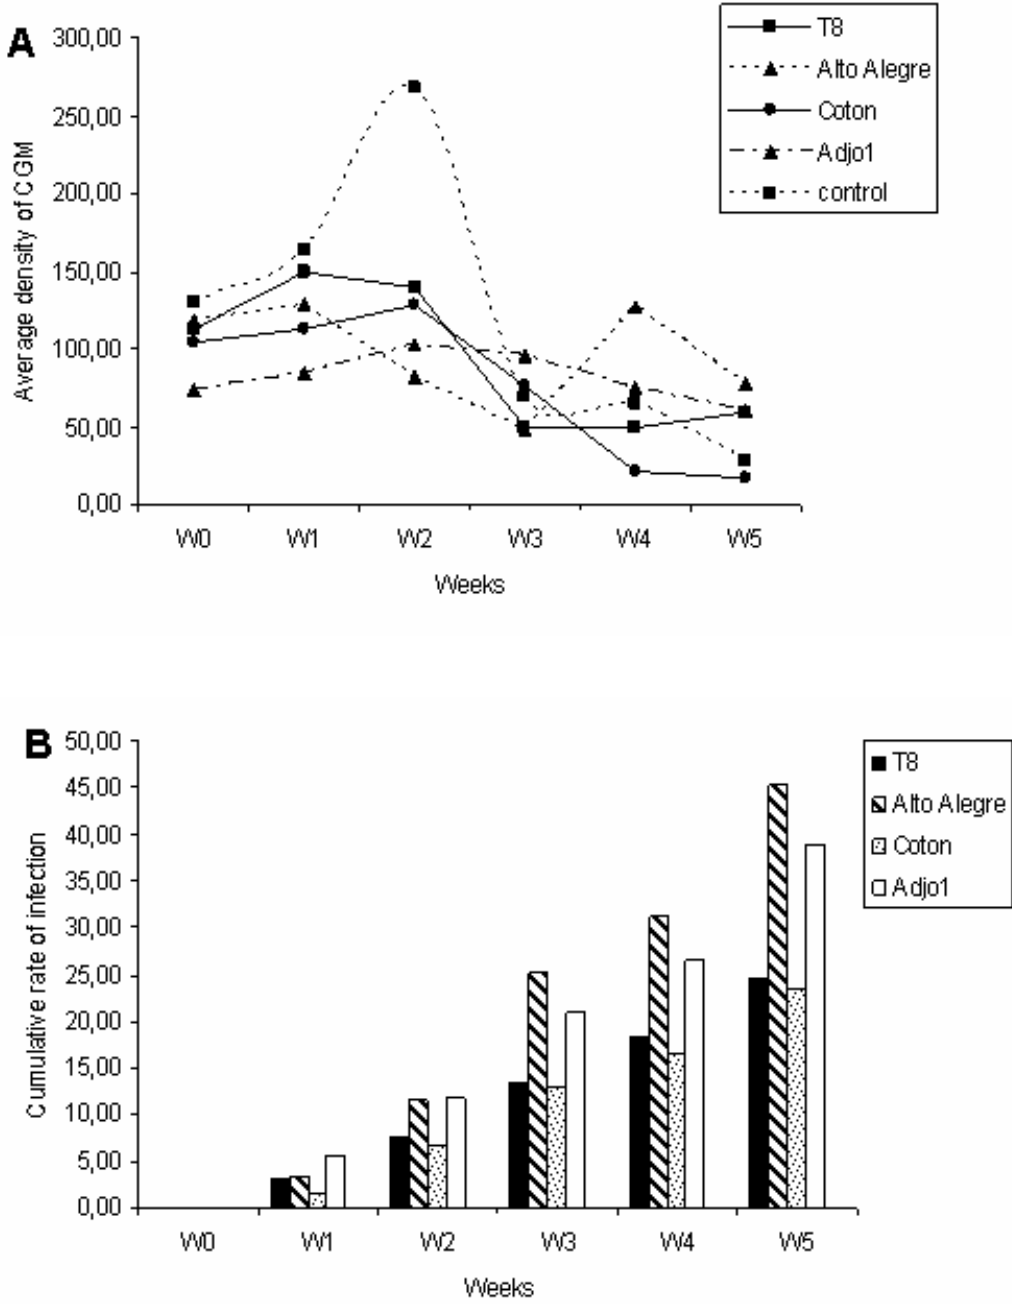 A
Average density of CGM
300,00
250,00
200,00
150,00
100,00
50,00
0,00
W0 W1 W2 W3 W4 W5
Weeks
T8
Alto Alegre
Coton
Adjo1
control
B
Cumulative rate of infection
50,00
45,00
40,00
35,00
30,00
25,00
20,00
15,00
10,00
5,00
0,00
W0 W1 W2 W3 W4 W5
Weeks
T8
Alto Alegre
Coton
Adjo1